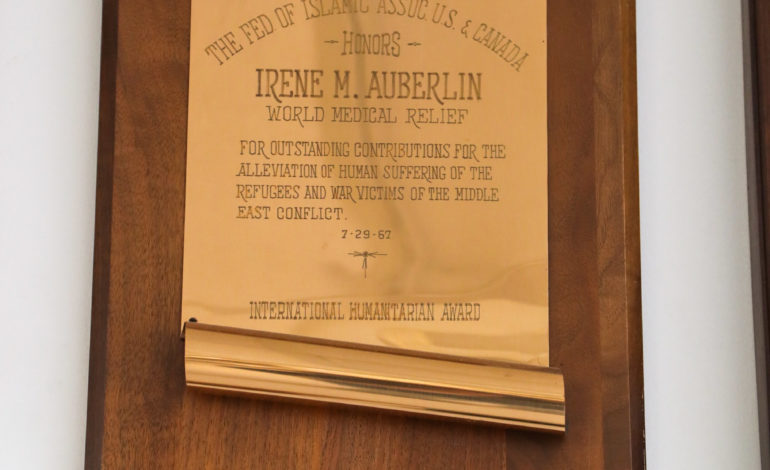 THE FED OF ISLAMIC ASSOC. U.S. & CANADA
- HONORS -
IRENE M. AUBERLIN
WORLD MEDICAL RELIEF
FOR OUTSTANDING CONTRIBUTIONS FOR THE
ALLEVIATION OF HUMAN SUFFERING OF THE
REFUGEES AND WAR VICTIMS OF THE MIDDLE
EAST CONFLICT.
7-29-67
INTERNATIONAL HUMANITARIAN AWARD